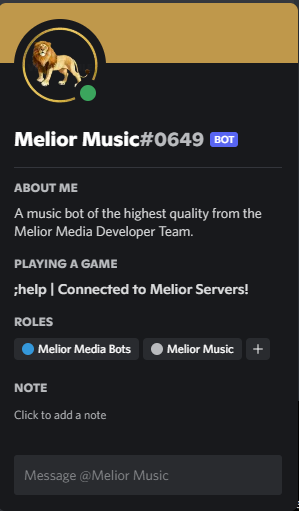 Melior Music#0649 BOT
ABOUT ME
A music bot of the highest quality from the
Melior Media Developer Team.
PLAYING A GAME
;help | Connected to Melior Servers!
ROLES
Melior Media Bots Melior Music +
NOTE
Click to add a note
Message @Melior Music